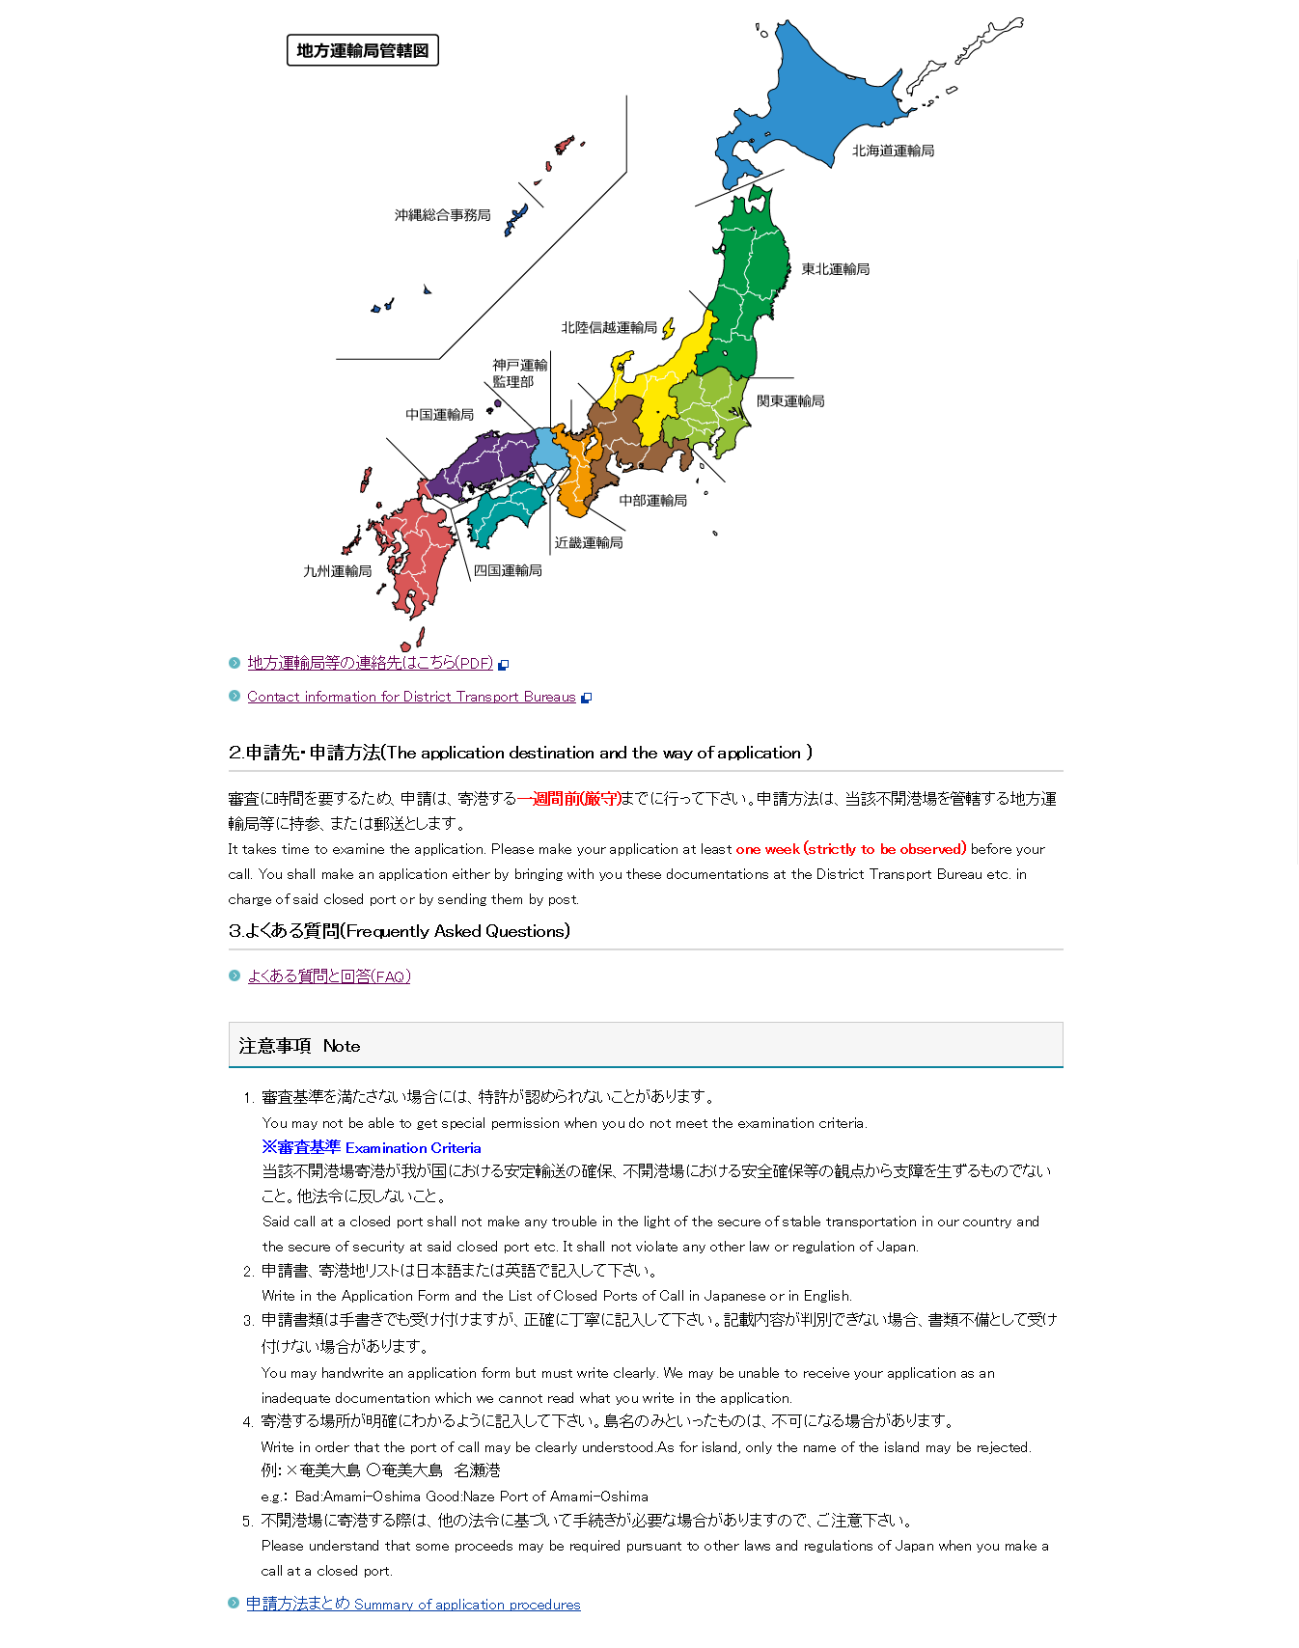 地方運輸局管轄図
北海道運輸局
沖縄総合事務局
東北運輸局
北陸信越運輸局
神戸運輸
監理部
関東運輸局
中国運輸局
中部運輸局
近畿運輸局
九州運輸局
四国運輸局
地方運輸局等の連絡先はこちら(PDF)
Contact information for District Transport Bureaus
2.申請先・申請方法(The application destination and the way of application )
審査に時間を要するため、申請は、寄港する一週間前(厳守)までに行って下さい。申請方法は、当該不開港場を管轄する地方運
輸局等に持参、または郵送とします。
It takes time to examine the application. Please make your application at least one week (strictly to be observed) before your
call. You shall make an application either by bringing with you these documentations at the District Transport Bureau etc. in
charge of said closed port or by sending them by post.
3.よくある質問(Frequently Asked Questions)
よくある質問と回答(FAQ)
注意事項 Note
1. 審査基準を満たさない場合には、特許が認められないことがあります。
You may not be able to get special permission when you do not meet the examination criteria.
※審査基準 Examination Criteria
当該不開港場寄港が我が国における安定輸送の確保、不開港場における安全確保等の観点から支障を生ずるものでない
こと。他法令に反しないこと。
Said call at a closed port shall not make any trouble in the light of the secure of stable transportation in our country and
the secure of security at said closed port etc. It shall not violate any other law or regulation of Japan.
2. 申請書、寄港地リストは日本語または英語で記入して下さい。
Write in the Application Form and the List of Closed Ports of Call in Japanese or in English.
3. 申請書類は手書きでも受け付けますが、正確に丁寧に記入して下さい。記載内容が判別できない場合、書類不備として受け
付けない場合があります。
You may handwrite an application form but must write clearly. We may be unable to receive your application as an
inadequate documentation which we cannot read what you write in the application.
4. 寄港する場所が明確にわかるように記入して下さい。島名のみといったものは、不可になる場合があります。
Write in order that the port of call may be clearly understood.As for island, only the name of the island may be rejected.
例：×奄美大島 ○奄美大島 名瀬港
e.g.： Bad:Amami-Oshima Good:Naze Port of Amami-Oshima
5. 不開港場に寄港する際は、他の法令に基づいて手続きが必要な場合がありますので、ご注意下さい。
Please understand that some proceeds may be required pursuant to other laws and regulations of Japan when you make a
call at a closed port.
申請方法まとめ Summary of application procedures